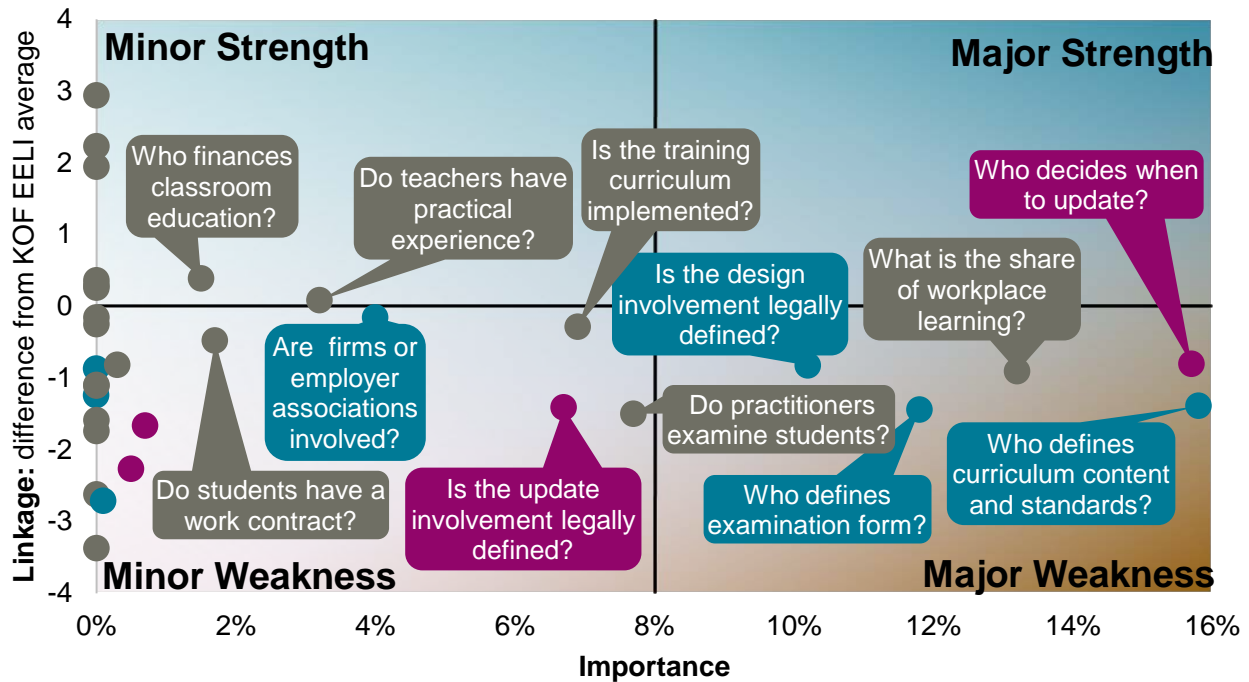 Linkage: difference from KOF EELI average
4
3
2
1
0
-1
-2
-3
-4
Minor Strength
Major Strength
Who finances
classroom
education?
Do teachers have
practical
experience?
Is the training
curriculum
implemented?
Who decides when
to update?
Is the design
involvement legally
defined?
What is the share
of workplace
learning?
Are  firms or
employer
associations
involved?
Do students have a
work contract?
Is the update
involvement legally
defined?
Do practitioners
examine students?
Who defines
examination form?
Who defines
curriculum content
and standards?
Minor Weakness
Major Weakness
0%
2%
4%
6%
8%
10%
12%
14%
16%
Importance